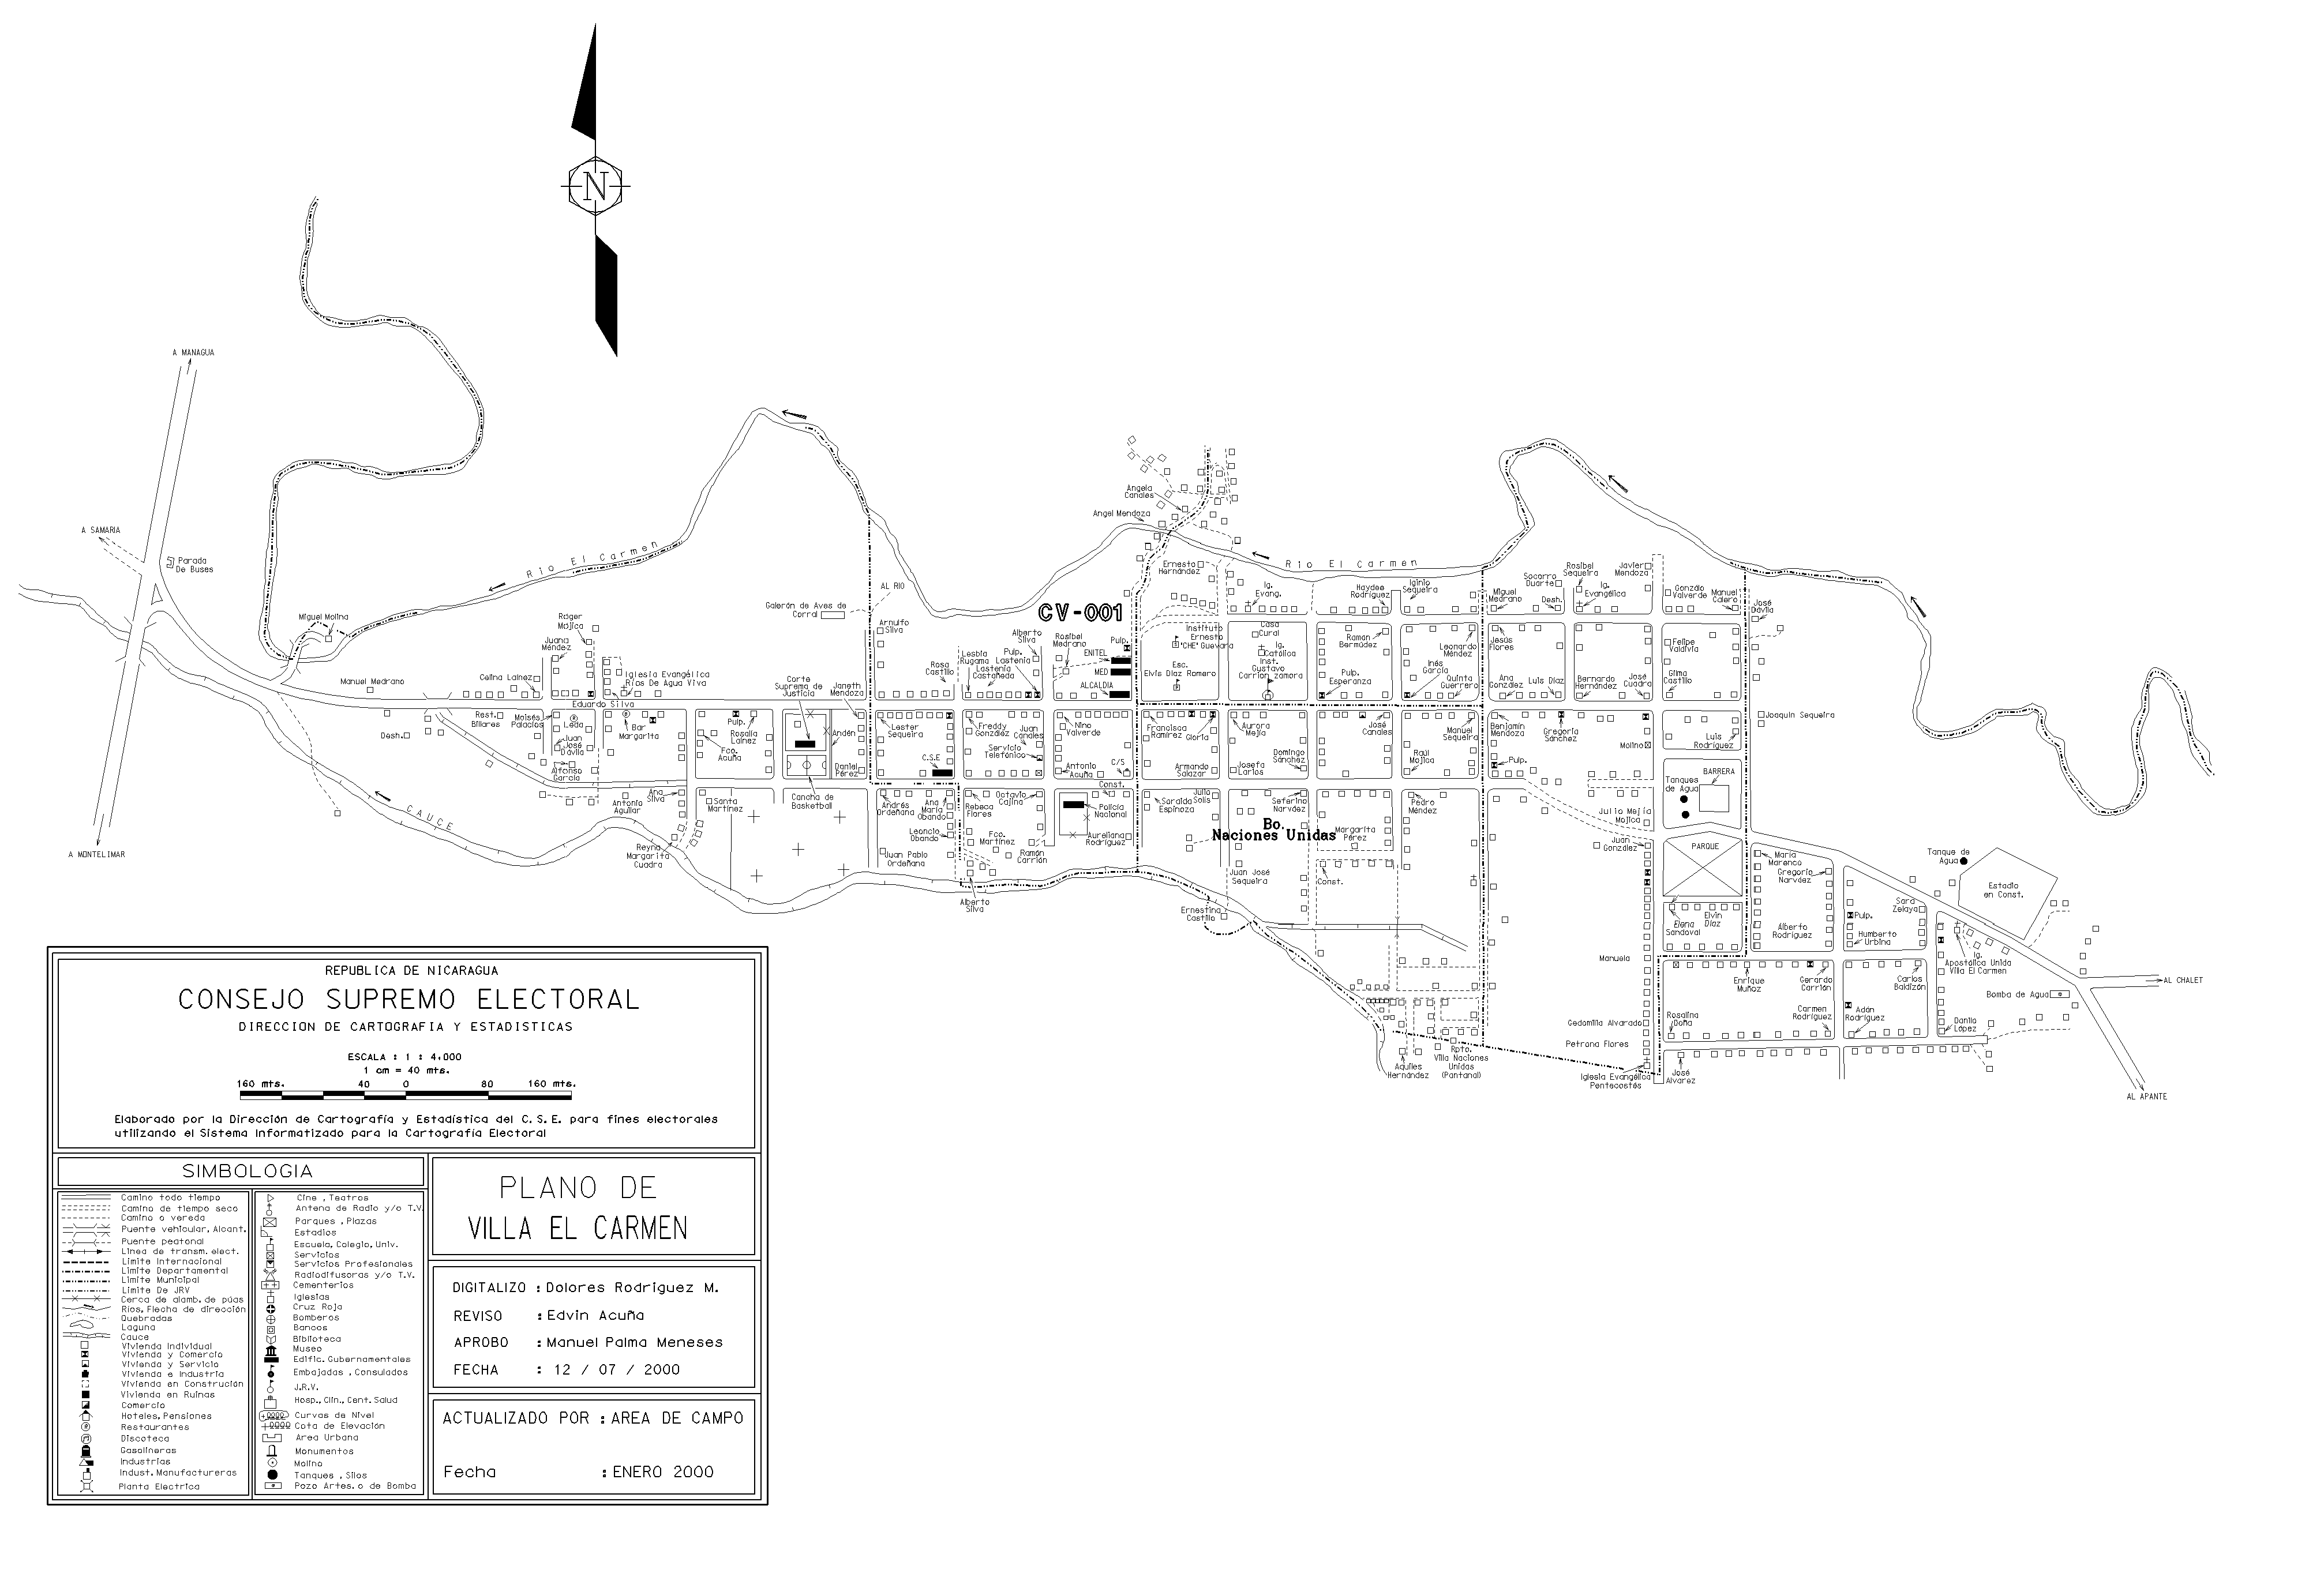 N
A MANAGUA
A SAMARIA
Parada
De Buses
A MONTELIMAR
Miguel Molina
Manuel Medrano
Desh.
CAUCE
Río El Carmen
Róger
Mojica
Juana
Méndez
Celina Laínez
Iglesia Evangélica
Ríos De Agua Viva
Eduardo Silva
Rest.
Billares
Moisés
Palacios
Leda
Juan
José
Dávila
Alfonso
García
Bar
Margarita
Antonio
Aguilar
Ana
Silva
Reyna
Margarita
Cuadra
Fco.
Acuña
Pulp.
Rosalía
Laínez
Santa
Martínez
Corte
Suprema de
Justicia
Janeth
Mendoza
Andén
Daniel
Pérez
Cancha de
Basketball
Galerón de Aves de
Corral
AL RIO
Arnulfo
Silva
Rosa
Castillo
Lesbia
Rugama
Lastenia
Castañeda
Pulp.
Lastenia
Alberto
Silva
Rosibel
Medrano
Pulp.
ENITEL
MED
ALCALDIA
CV-001
Lester
Sequeira
C.S.E
Freddy
González
Juan
Canales
Servicio
Telefónico
Nino
Valverde
Antonio
Acuña
C/S
Const.
Andrés
Ordeñana
Ana
María
Obando
Leoncio
Obando
Juan Pablo
Ordeñana
Rebeca
Flores
Octavio
Cajina
Fco.
Martínez
Ramón
Carrión
Policía
Nacional
Aureliana
Rodríguez
Alberto
Silva
Angela
Canales
Angel Mendoza
Ernesto
Hernández
Río El Carmen
Ig.
Evang.
Haydee
Rodríguez
Iginio
Sequeira
Instituto
Ernesto
'CHE' Guevara
Esc.
Elvis Díaz Romero
Casa
Cural
Ig.
Católica
Inst.
Gustavo
Carrion zamora
Ramón
Bermúdez
Pulp.
Esperanza
Leonardo
Méndez
Inés
García
Quinta
Guerrero
Francisca
Ramírez
Gloria
Aurora
Mejía
José
Canales
Manuel
Sequeira
Armando
Salazar
Josefa
Larios
Domingo
Sánchez
Raúl
Mojica
Soraida
Espinoza
Julio
Solís
Seferino
Narváez
Bo.
Naciones Unidas
Margarita
Pérez
Pedro
Méndez
Juan José
Sequeira
Const.
Ernestina
Castillo
Aquiles
Hernández
Rpto.
Villa Naciones
Unidas
(Pantanal)
Miguel
Medrano
Socorro
Duarte
Desh.
Rosibel
Sequeira
Ig.
Evangélica
Javier
Mendoza
Gonzalo
Valverde
Manuel
Calero
José
Dávila
Jesús
Flores
Ana
González
Luis Díaz
Bernardo
Hernández
José
Cuadra
Felipe
Valdivia
Gilma
Castillo
Joaquín Sequeira
Benjamín
Mendoza
Gregoria
Sánchez
Molino
Pulp.
Luis
Rodríguez
BARRERA
Tanques
de Agua
Julio Mejía
Mojica
Juan
González
PARQUE
María
Marenco
Gregorio
Narváez
Elena
Sandoval
Elvin
Díaz
Alberto
Rodríguez
Manuela
Gedamilia Alvarado
Petrona Flores
Iglesia Evangélica
Pentecostés
Rosalina
Doña
José
Alvarez
Enrique
Muñoz
Gerardo
Carrión
Carmen
Rodríguez
Adán
Rodríguez
Carlos
Baldizón
Pulp.
Humberto
Urbina
Sara
Zelaya
Tanque de
Agua
Estadio
en Const.
Ig.
Apostólica Unida
Villa El Carmen
Bomba de Agua
Danilo
López
AL CHALET
AL APANTE
REPUBLICA DE NICARAGUA
CONSEJO SUPREMO ELECTORAL
DIRECCION DE CARTOGRAFIA Y ESTADISTICAS
ESCALA : 1 : 4,000
1 cm = 40 mts.
160 mts. 40 0 80 160 mts.
Elaborado por la Dirección de Cartografía y Estadística del C.S.E. para fines electorales
utilizando el Sistema Informatizado para la Cartografía Electoral
SIMBOLOGIA
Camino todo tiempo
Camino de tiempo seco
Camino o vereda
Puente vehicular, Alcant.
Puente peatonal
Línea de transm. elect.
Límite Internacional
Límite Departamental
Límite Municipal
Límite De JRV
Cerca de alamb. de púas
Ríos, Flecha de dirección
Quebradas
Laguna
Cauce
Vivienda Individual
Vivienda y Comercio
Vivienda y Servicio
Vivienda e Industria
Vivienda en Construción
Vivienda en Ruinas
Comercio
Hoteles, Pensiones
Restaurantes
Discoteca
Gasolineras
Industrias
Indust. Manufactureras
Planta Electrica
Cine , Teatros
Antena de Radio y/o T.V.
Parques , Plazas
Estadios
Escuela, Colegio, Univ.
Servicios
Servicios Profesionales
Radiodifusoras y/o T.V.
Cementerios
Iglesias
Cruz Roja
Bomberos
Bancos
Biblioteca
Museo
Edific. Gubernamentales
Embajadas , Consulados
J.R.V.
Hosp., Clín., Cent. Salud
Curvas de Nivel
Cota de Elevación
Area Urbana
Monumentos
Molino
Tanques , Silos
Pozo Artes. o de Bomba
PLANO DE
VILLA EL CARMEN
DIGITALIZO : Dolores Rodríguez M.
REVISO : Edvin Acuña
APROBO : Manuel Palma Meneses
FECHA : 12 / 07 / 2000
ACTUALIZADO POR : AREA DE CAMPO
Fecha : ENERO 2000